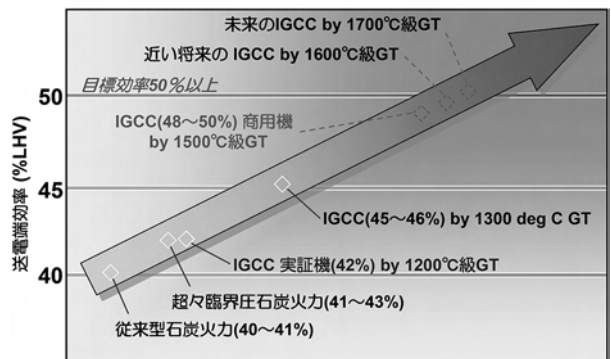 未来のIGCC by 1700℃級GT
近い将来の IGCC by 1600℃級GT
目標効率50%以上
50
IGCC(48～50%) 商用機
by 1500℃級GT
送電端効率 (%LHV)
45
IGCC(45～46%) by 1300 deg C GT
IGCC 実証機(42%) by 1200℃級GT
40
超々臨界圧石炭火力(41～43%)
従来型石炭火力(40～41%)